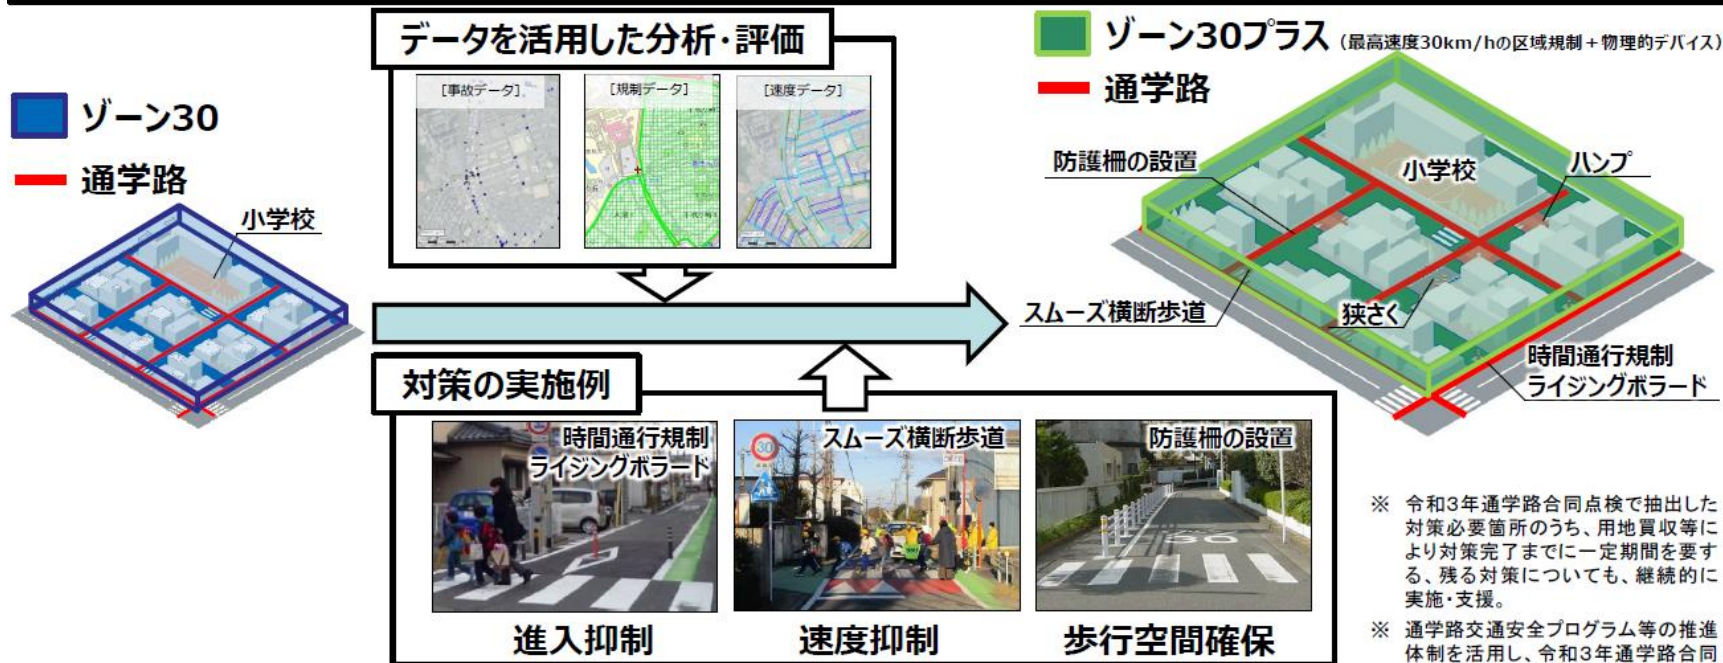 データを活用した分析・評価
[事故データ]
[規制データ]
[速度データ]
ゾーン30
通学路
小学校
ゾーン30プラス（最高速度30km/hの区域規制＋物理的デバイス）
通学路
防護柵の設置
小学校
ハンプ
スムーズ横断歩道
狭さく
時間通行規制
ライジングボラード
対策の実施例
時間通行規制
ライジングボラード
スムーズ横断歩道
30
防護柵の設置
30
進入抑制
速度抑制
歩行空間確保
※ 令和3年通学路合同点検で抽出した
対策必要箇所のうち、用地買収等に
より対策完了までに一定期間を要す
る、残る対策についても、継続的に
実施・支援。
※ 通学路交通安全プログラム等の推進
体制を活用し、令和3年通学路合同